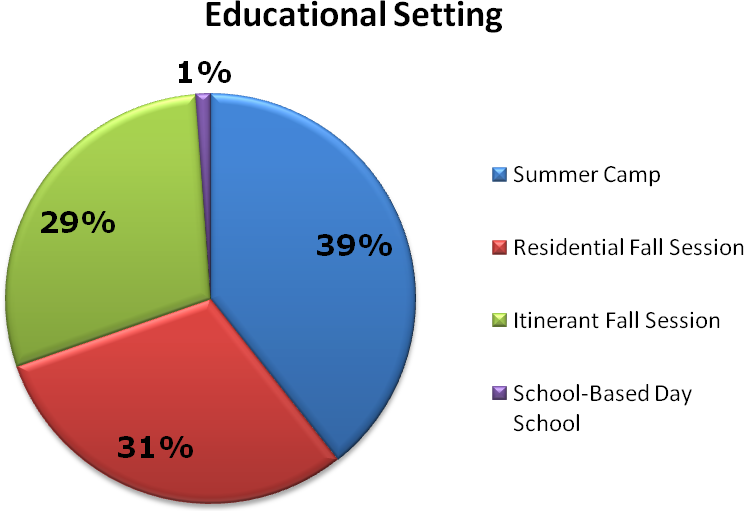 Educational Setting
1%
29%
39%
31%
Summer Camp
Residential Fall Session
Itinerant Fall Session
School-Based Day
School